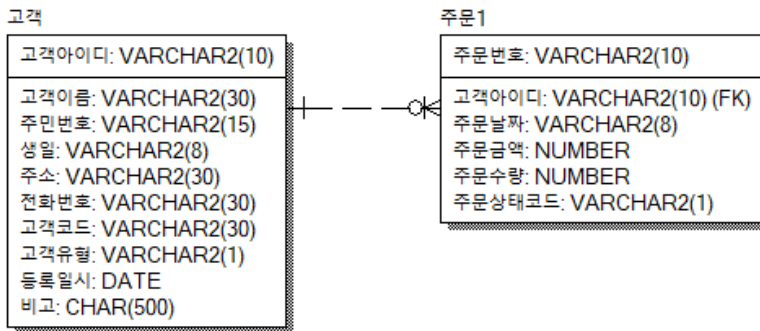 고객
고객아이디: VARCHAR2(10)
고객이름: VARCHAR2(30)
주민번호: VARCHAR2(15)
생일: VARCHAR2(8)
주소: VARCHAR2(30)
전화번호: VARCHAR2(30)
고객코드: VARCHAR2(30)
고객유형: VARCHAR2(1)
등록일시: DATE
비고: CHAR(500)
주문1
주문번호: VARCHAR2(10)
고객아이디: VARCHAR2(10) (FK)
주문날짜: VARCHAR2(8)
주문금액: NUMBER
주문수량: NUMBER
주문상태코드: VARCHAR2(1)